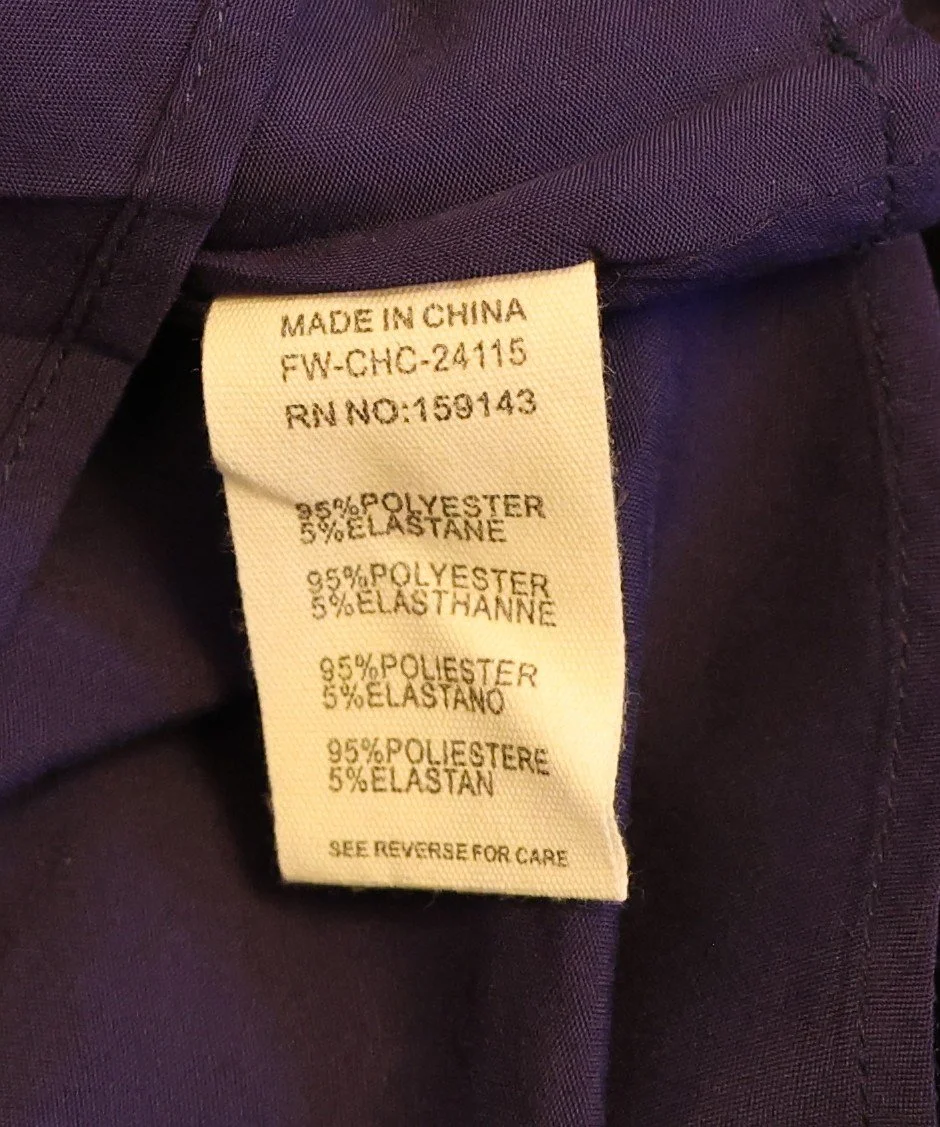 MADE IN CHINA
FW-CHC-24115
RN NO:159143
95%POLYESTER
5%ELASTANE
95%POLYESTER
5%ELASTHANNE
95%POLIESTER
5%ELASTANO
95%POLIESTERE
5%ELASTAN
SEE REVERSE FOR CARE